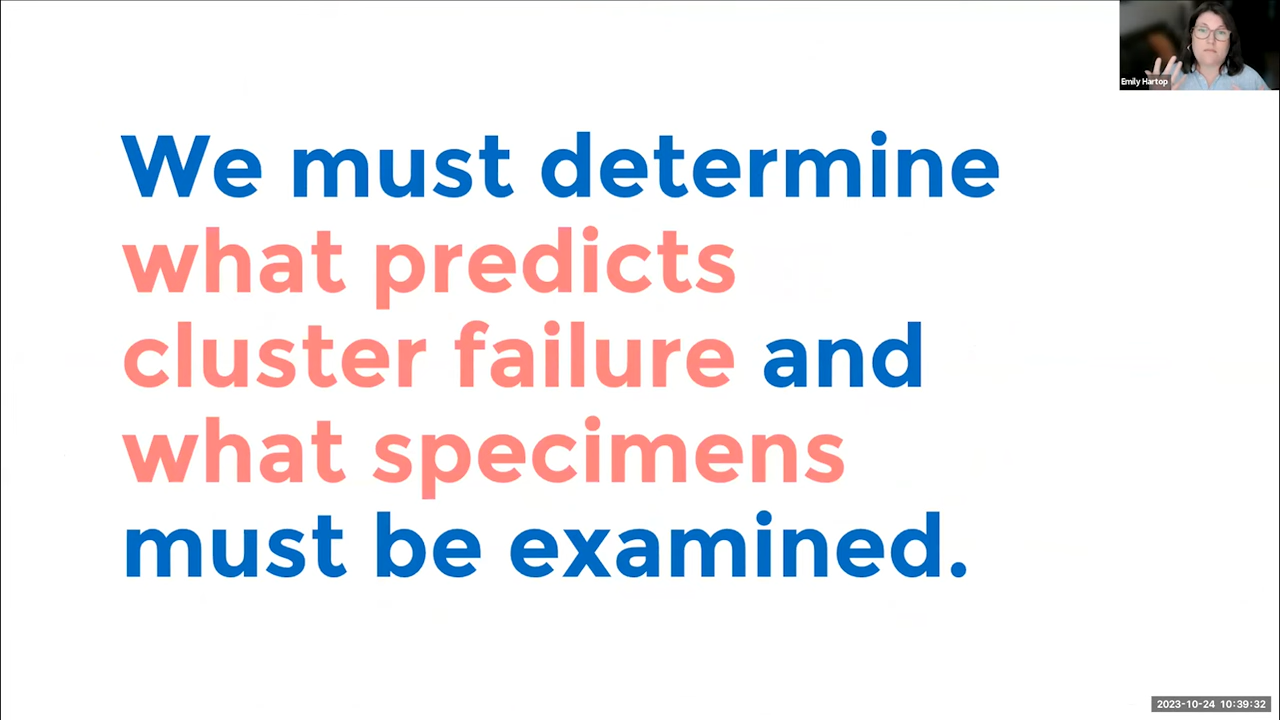 Emily Hartop
We must determine
what predicts
cluster failure and
what specimens
must be examined.
2023-10-24 10:39:32